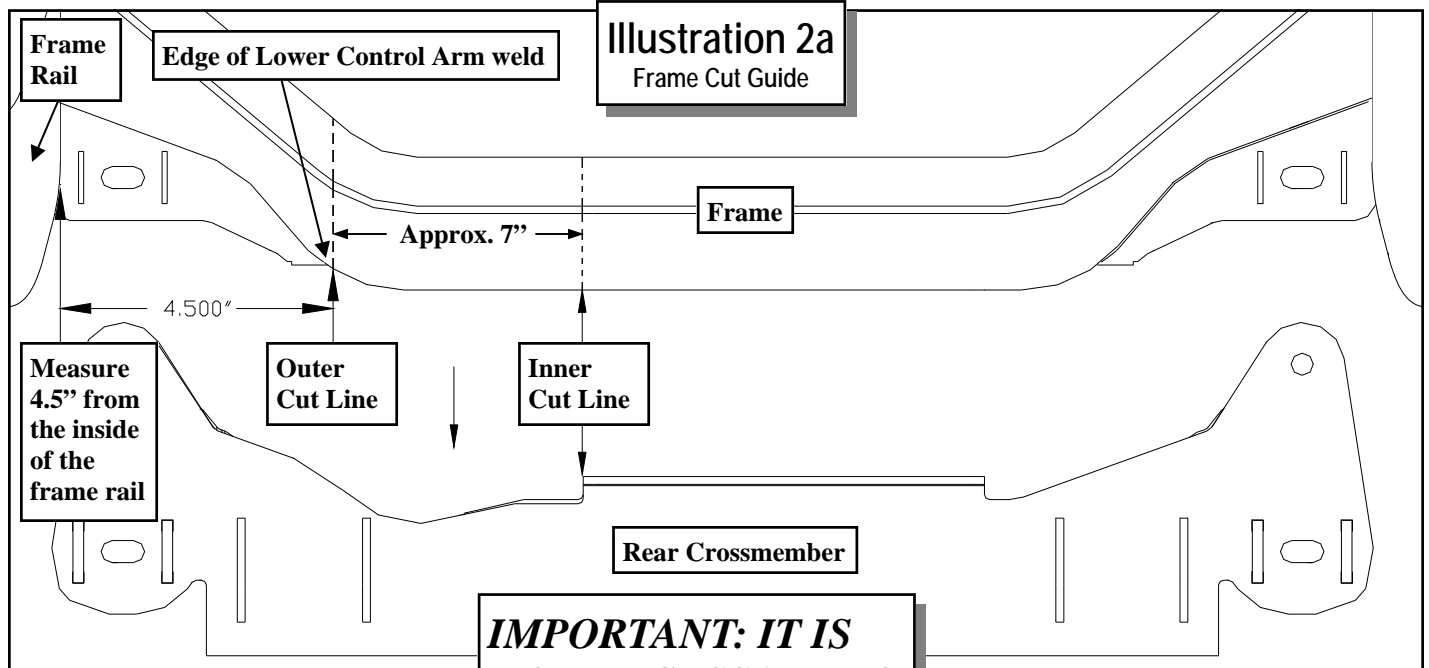 Illustration 2a
Frame Cut Guide
Frame
Rail
Edge of Lower Control Arm weld
Frame
Approx. 7”
4.500"
Measure
4.5” from
the inside
of the
frame rail
Outer
Cut Line
Inner
Cut Line
Rear Crossmember
IMPORTANT: IT IS